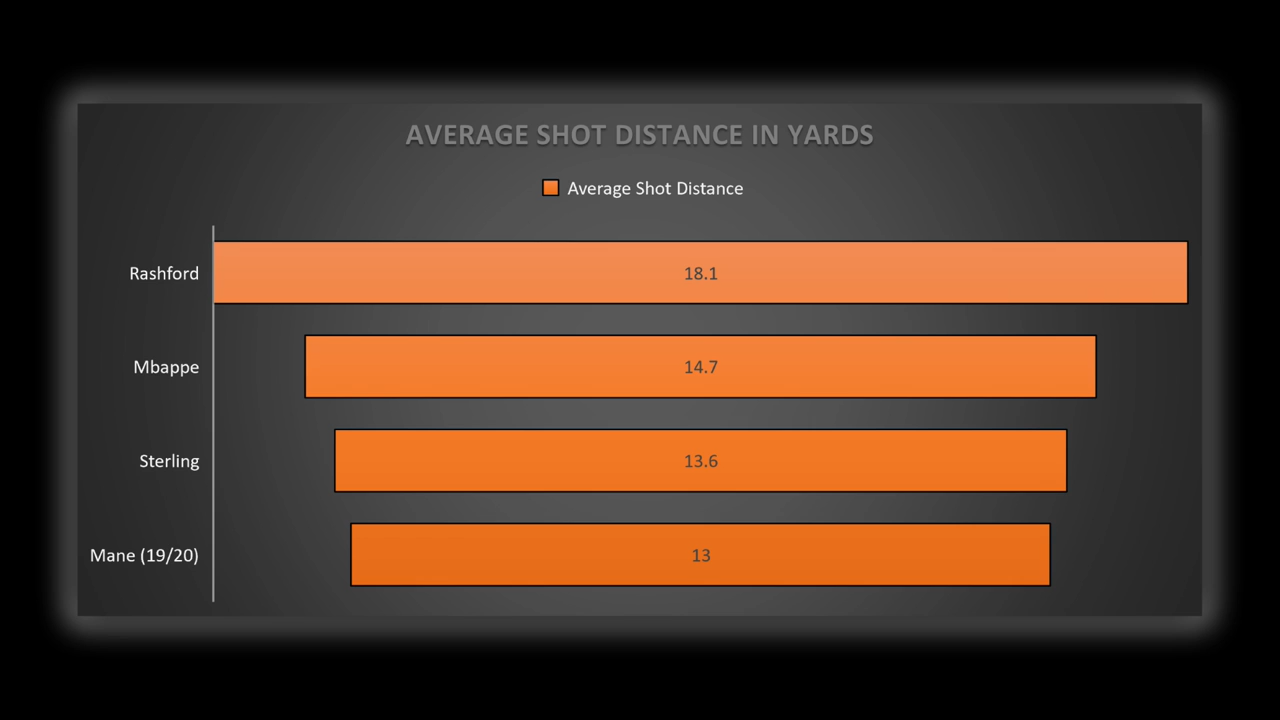 AVERAGE SHOT DISTANCE IN YARDS
Average Shot Distance
Rashford 18.1
Mbappe 14.7
Sterling 13.6
Mane (19/20) 13